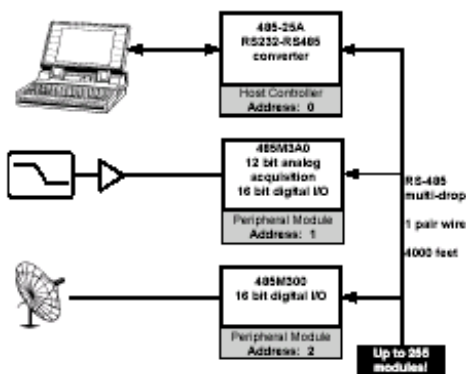 485-25A
RS232-RS485
converter
Host Controller
Address: 0
485M3A0
12 bit analog
acquisition
16 bit digital I/O
Peripheral Module
Address: 1
RS-485
multi-drop
1 pair wire
4000 feet
485M300
16 bit digital I/O
Peripheral Module
Address: 2
Up to 256
modules!